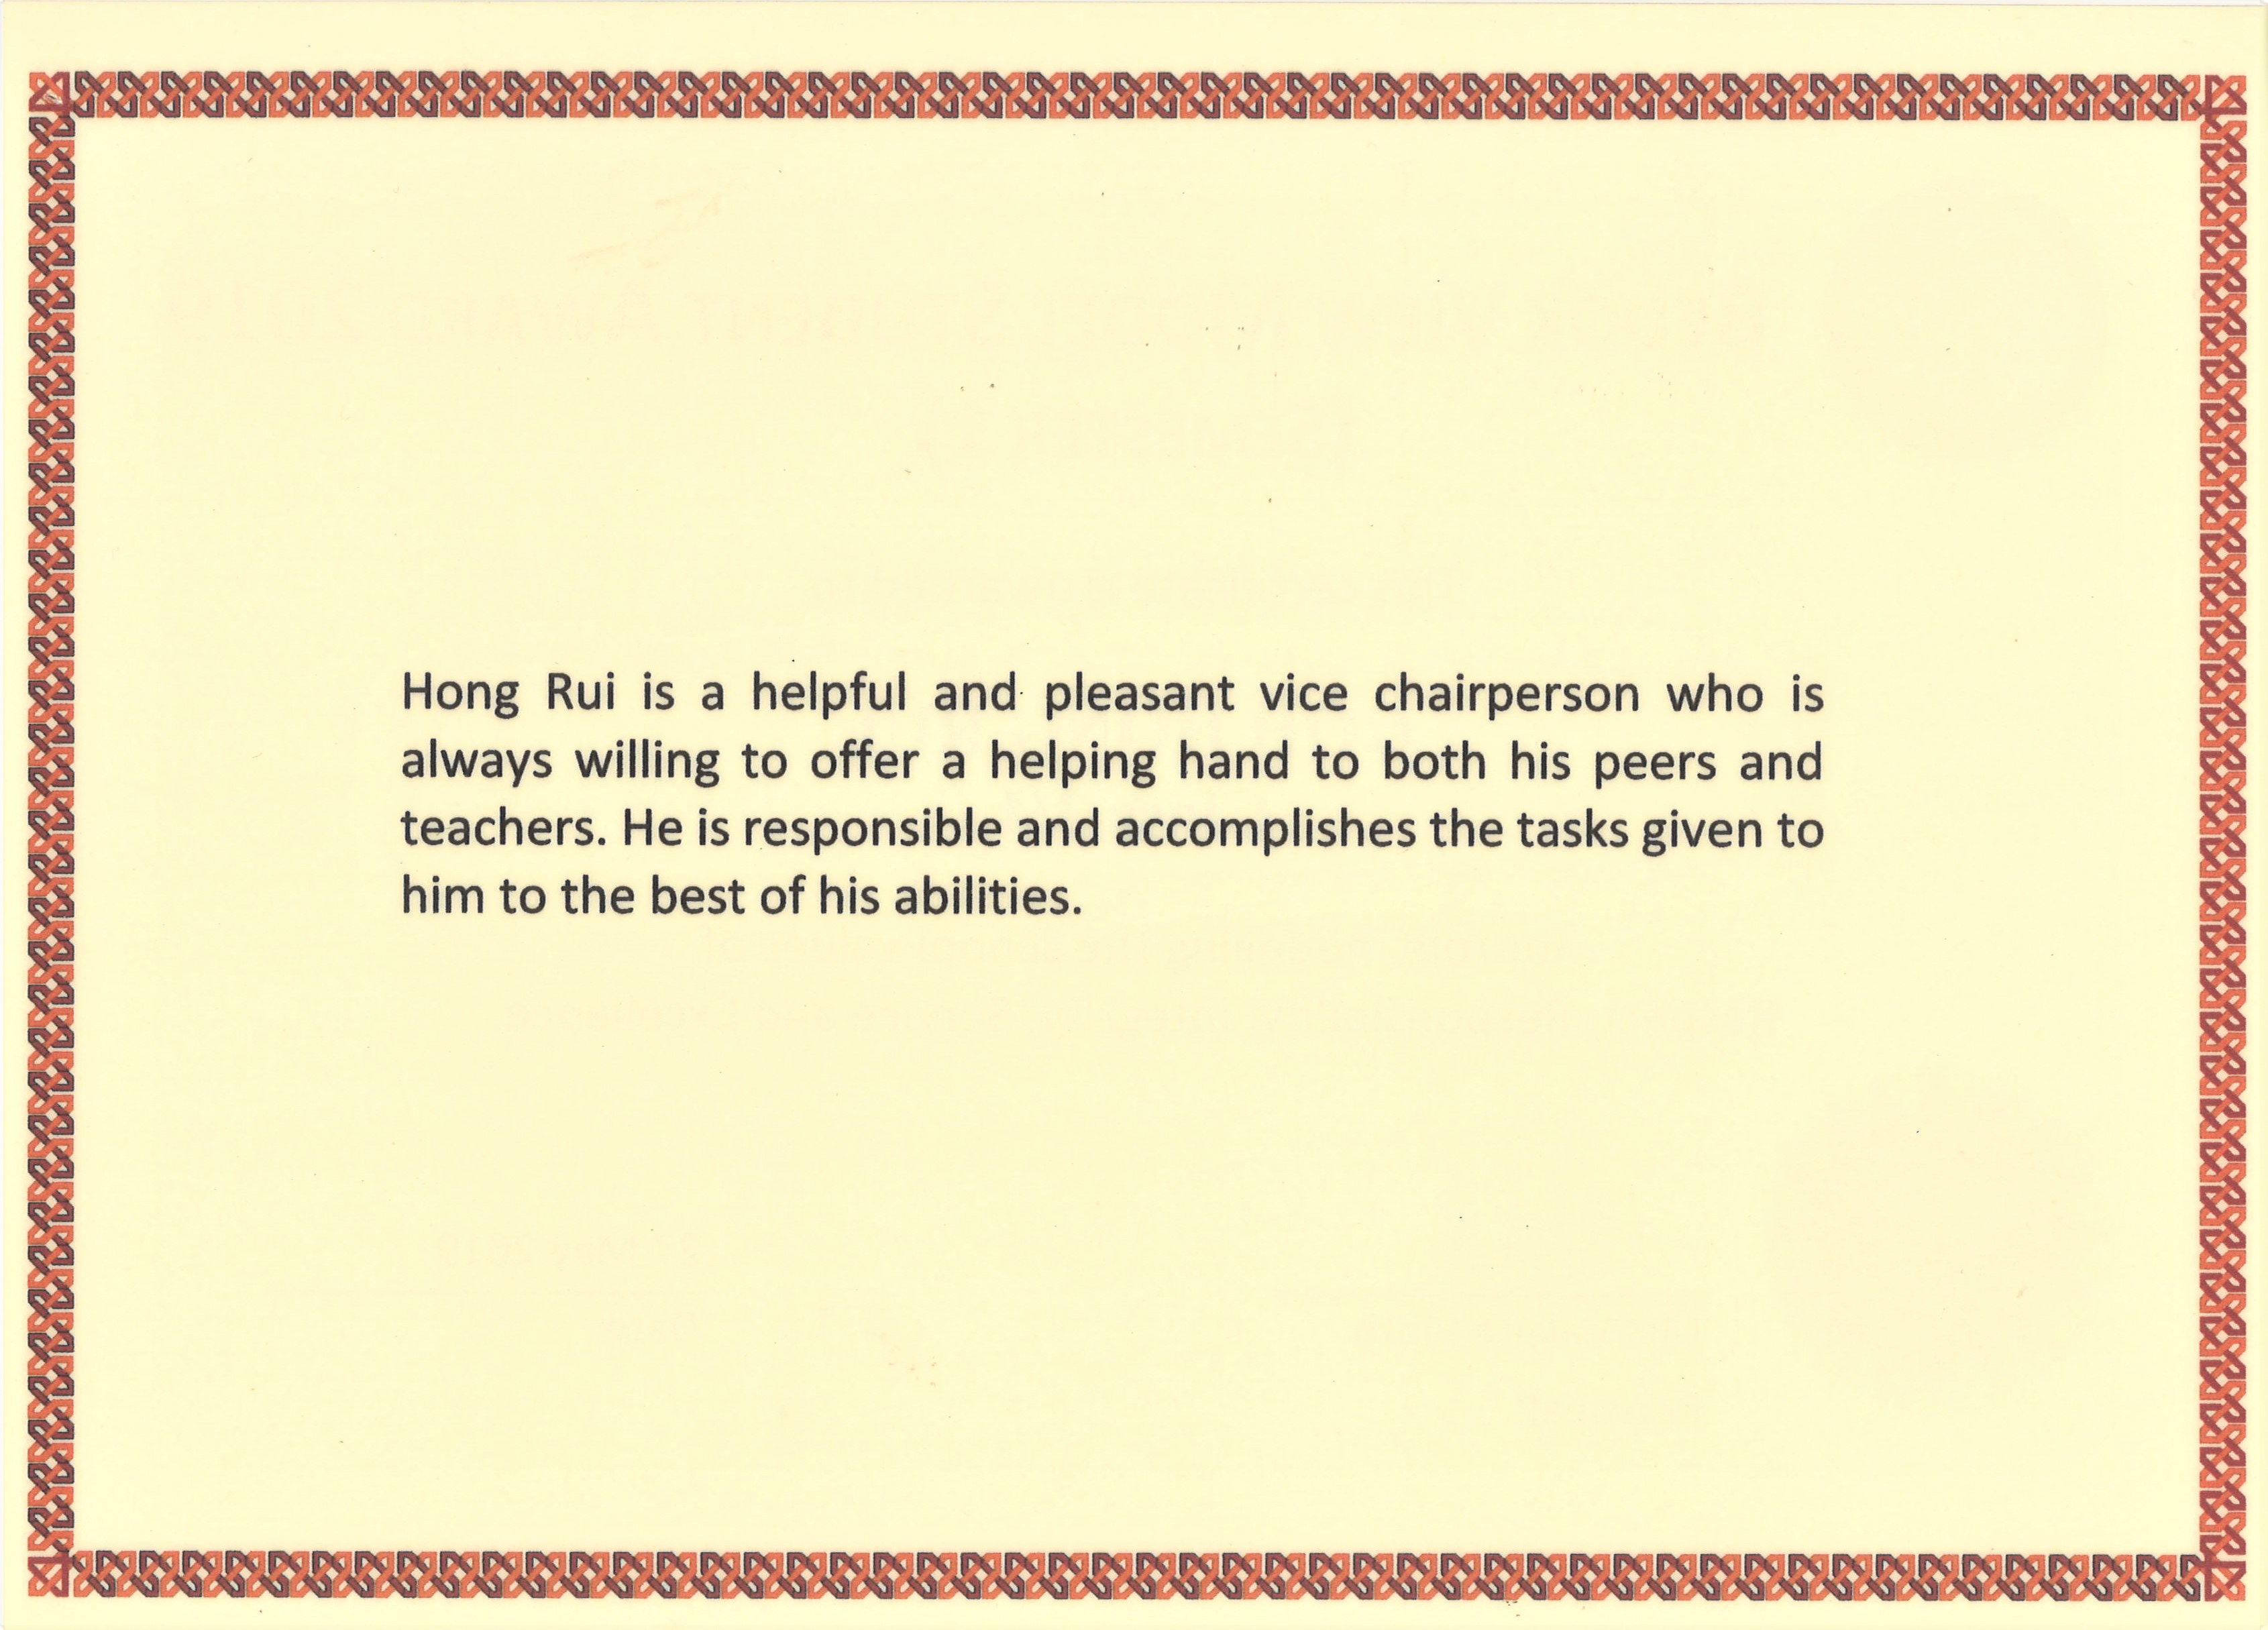 Hong Rui is a helpful and pleasant vice chairperson who is
always willing to offer a helping hand to both his peers and
teachers. He is responsible and accomplishes the tasks given to
him to the best of his abilities.